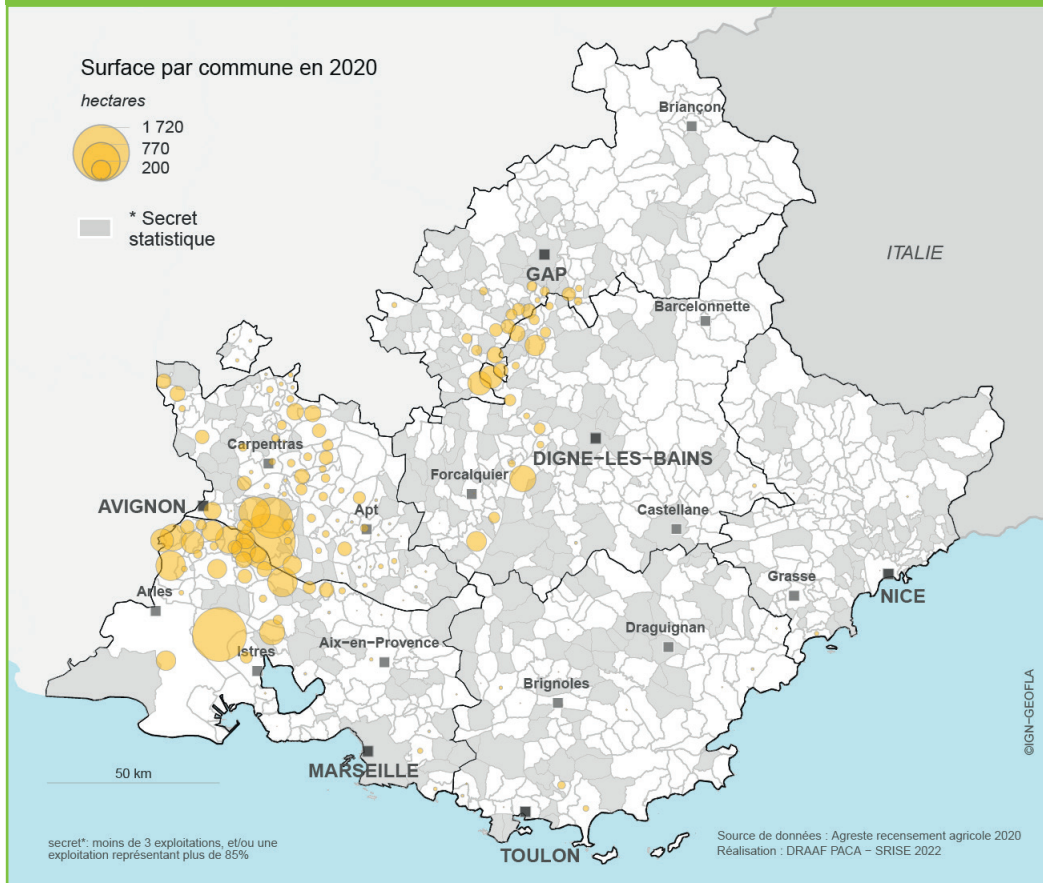 Surface par commune en 2020
hectares
1 720
770
200
* Secret
statistique
Briançon
ITALIE
GAP
Barcelonnette
Carpentras
DIGNE−LES−BAINS
Forcalquier
AVIGNON
Apt
Castellane
Arles
Grasse
NICE
Draguignan
Aix−en−Provence
Istres
Brignoles
MARSEILLE
50 km
TOULON
©IGN−GEOFLA
secret*: moins de 3 exploitations, et/ou une
exploitation représentant plus de 85%
Source de données : Agreste recensement agricole 2020
Réalisation : DRAAF PACA − SRISE 2022